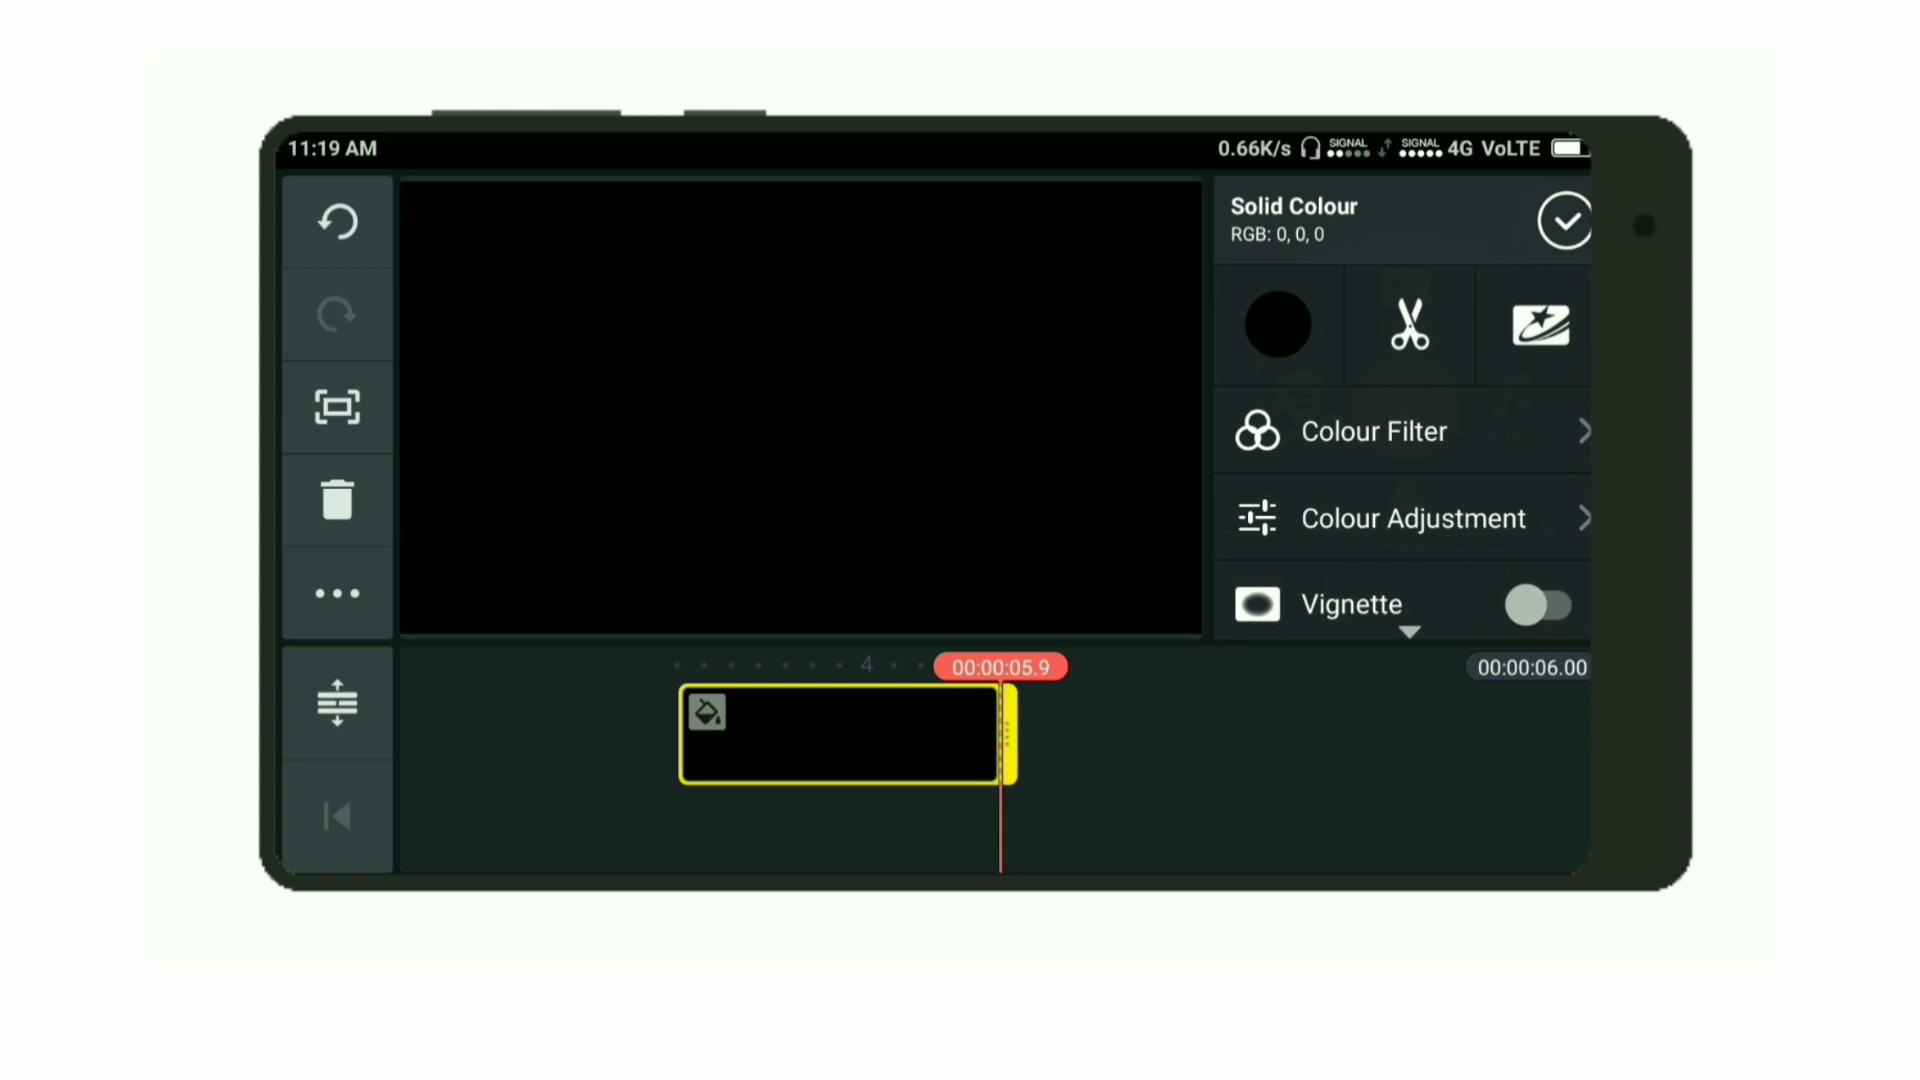 11:19 AM
0.66K/s SIGNAL SIGNAL 4G VoLTE
Solid Colour
RGB: 0, 0, 0
Colour Filter
Colour Adjustment
Vignette
4
00:00:05.9
00:00:06.00